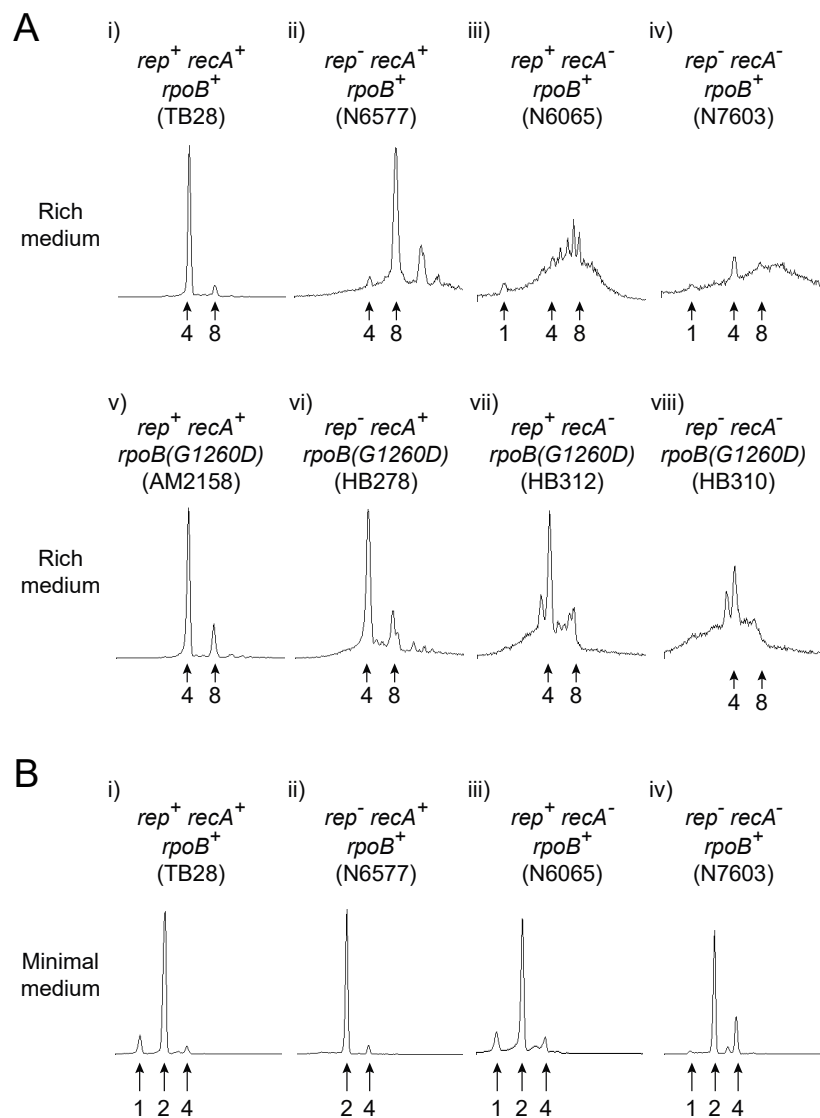 A
i) ii) iii) iv)
rep+ recA+ rep- recA+ rep+ recA- rep- recA-
rpoB+ rpoB+ rpoB+ rpoB+
(TB28) (N6577) (N6065) (N7603)
Rich
medium
4 8 4 8 1 4 8 1 4 8
v) vi) vii) viii)
rep+ recA+ rep- recA+ rep+ recA- rep- recA-
rpoB(G1260D) rpoB(G1260D) rpoB(G1260D) rpoB(G1260D)
(AM2158) (HB278) (HB312) (HB310)
Rich
medium
4 8 4 8 4 8 4 8
B
i) ii) iii) iv)
rep+ recA+ rep- recA+ rep+ recA- rep- recA-
rpoB+ rpoB+ rpoB+ rpoB+
(TB28) (N6577) (N6065) (N7603)
Minimal
medium
1 2 4 2 4 1 2 4 1 2 4